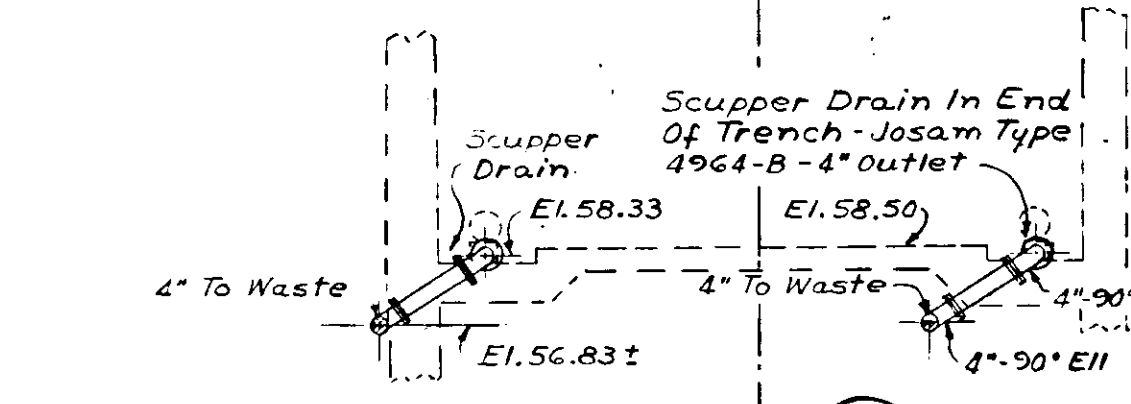 Scupper Drain In End
Of Trench - Josam Type
4964-B - 4" Outlet
Scupper
Drain.
El. 58.33
El. 58.50
4" To Waste
4" To Waste
4"-90°
El. 56.83 ±
4"-90° Ell